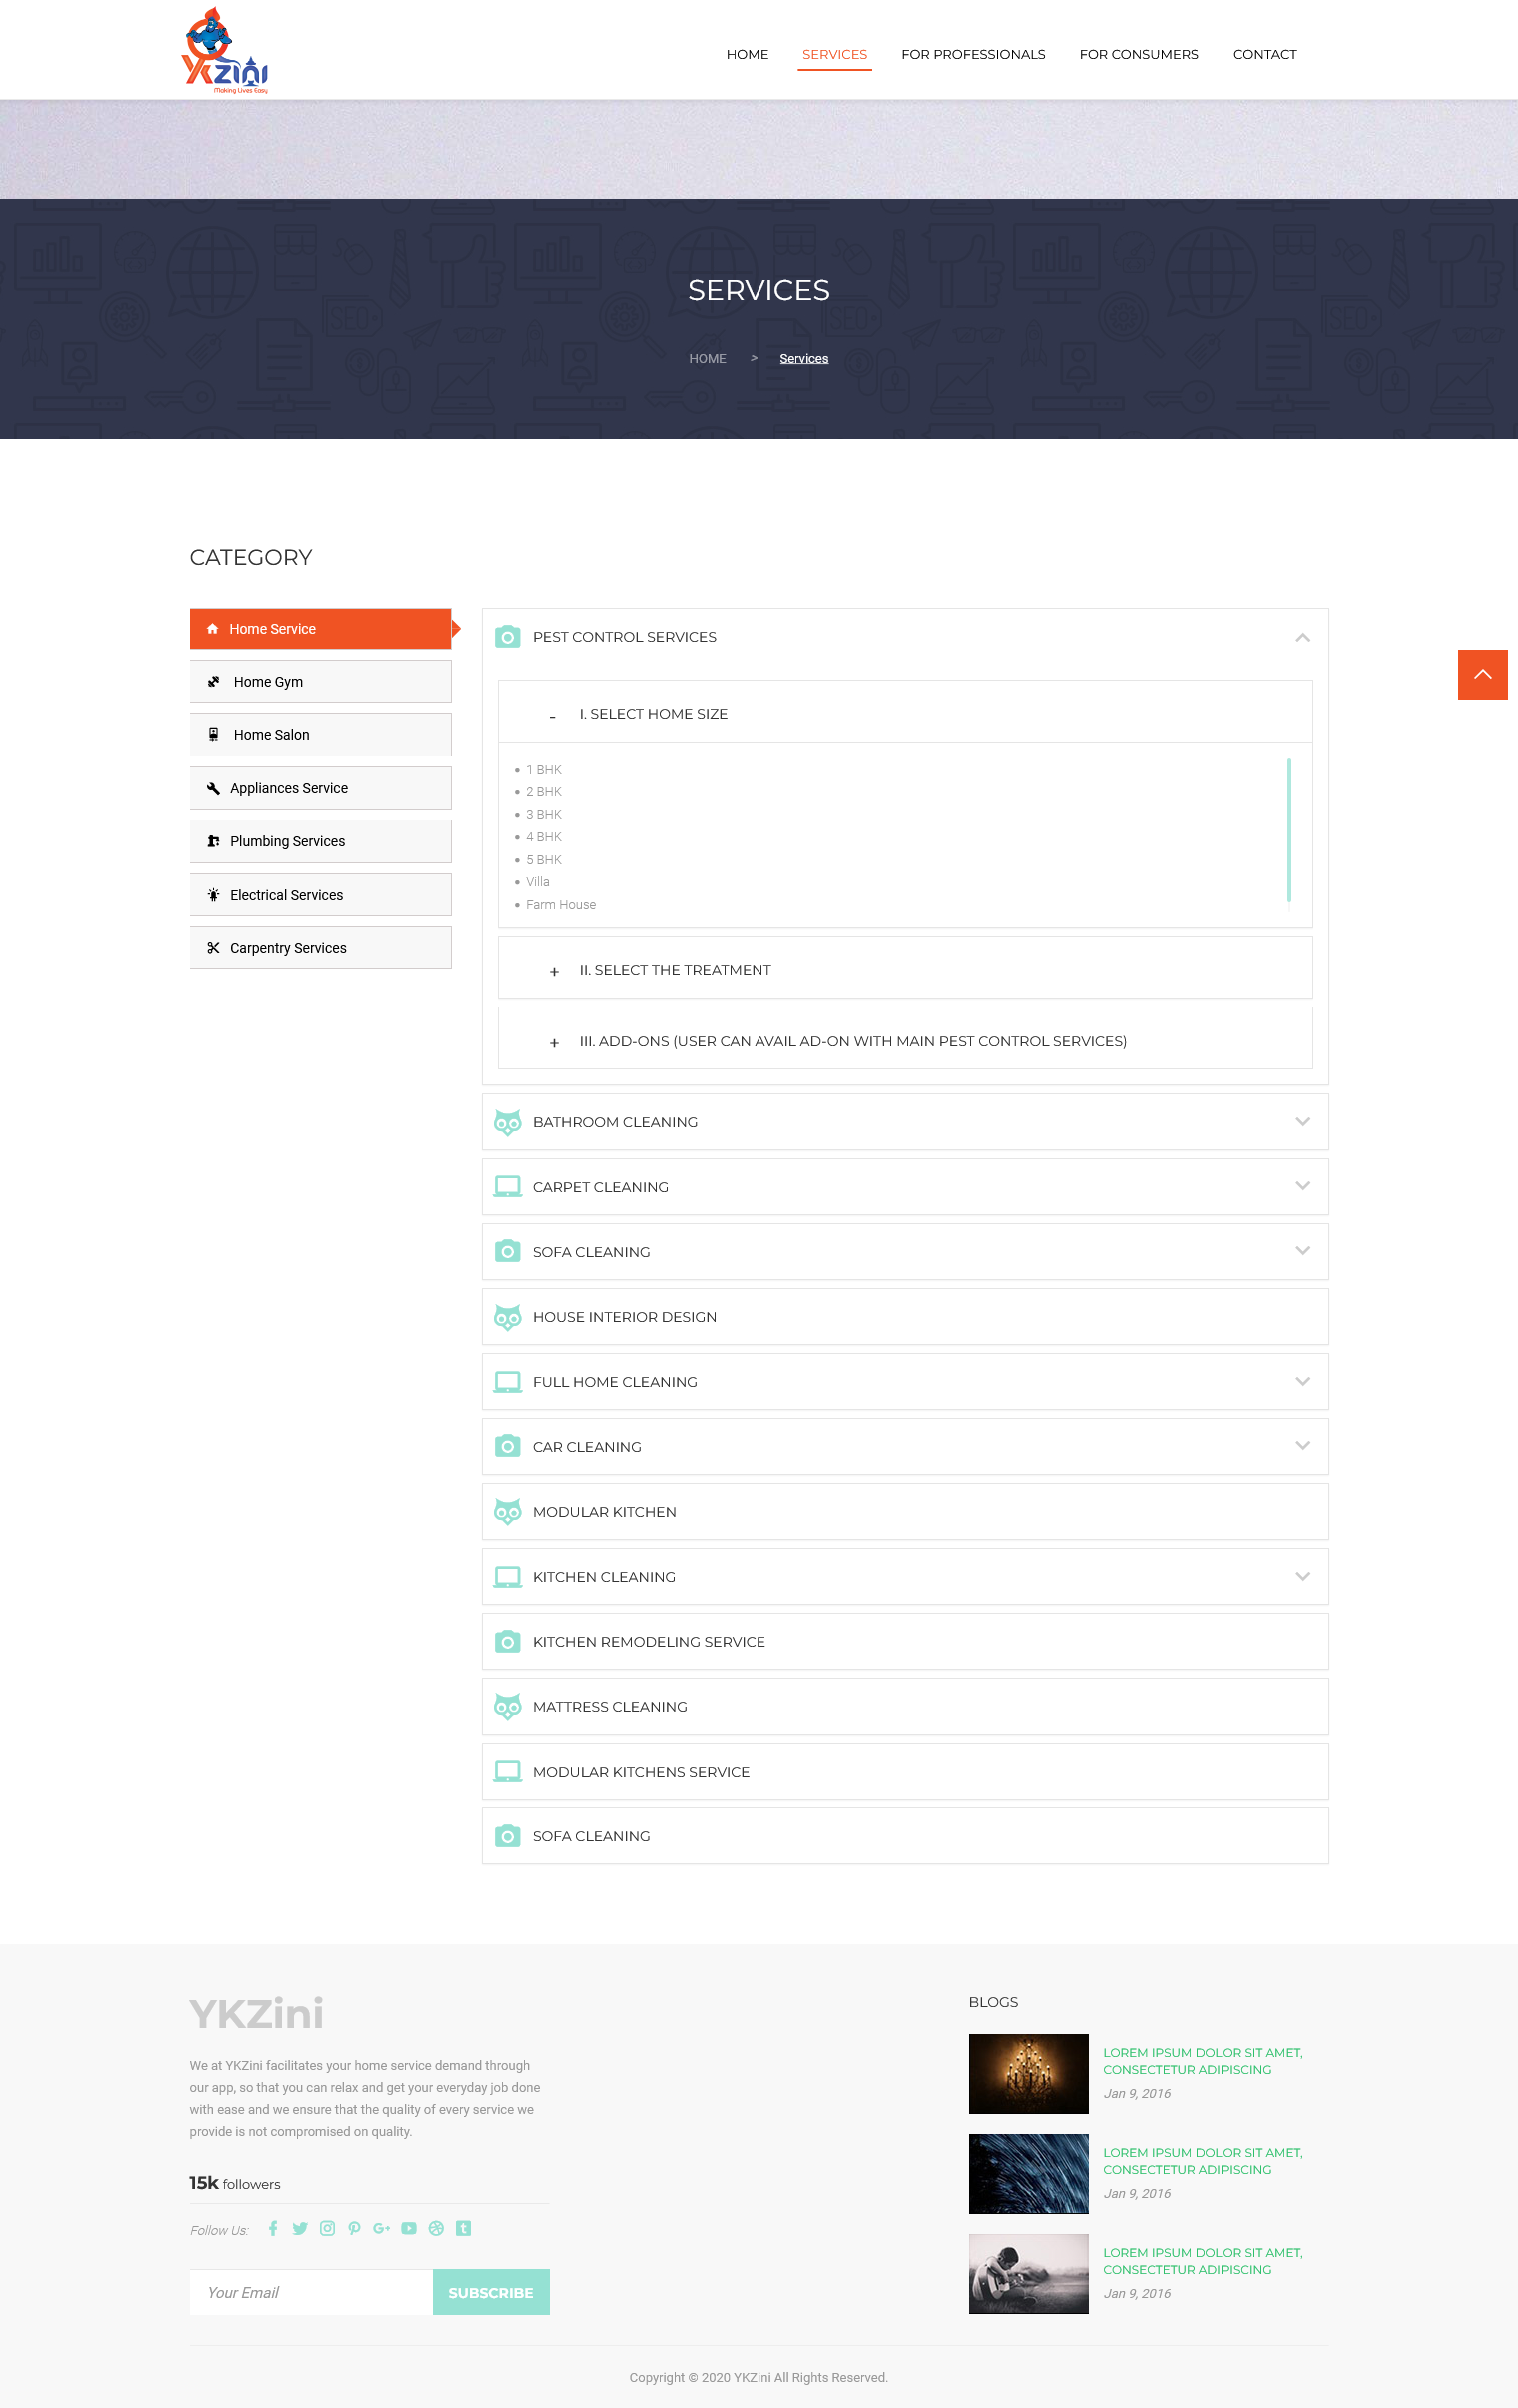 YKZini
Making Lives Easy
HOME SERVICES FOR PROFESSIONALS FOR CONSUMERS CONTACT
SERVICES
HOME > Services
CATEGORY
Home Service
Home Gym
Home Salon
Appliances Service
Plumbing Services
Electrical Services
Carpentry Services
PEST CONTROL SERVICES
- I. SELECT HOME SIZE
1 BHK
2 BHK
3 BHK
4 BHK
5 BHK
Villa
Farm House
+ II. SELECT THE TREATMENT
+ III. ADD-ONS (USER CAN AVAIL AD-ON WITH MAIN PEST CONTROL SERVICES)
BATHROOM CLEANING
CARPET CLEANING
SOFA CLEANING
HOUSE INTERIOR DESIGN
FULL HOME CLEANING
CAR CLEANING
MODULAR KITCHEN
KITCHEN CLEANING
KITCHEN REMODELING SERVICE
MATTRESS CLEANING
MODULAR KITCHENS SERVICE
SOFA CLEANING
YKZini
We at YKZini facilitates your home service demand through
our app, so that you can relax and get your everyday job done
with ease and we ensure that the quality of every service we
provide is not compromised on quality.
15k followers
Follow Us:
Your Email SUBSCRIBE
BLOGS
LOREM IPSUM DOLOR SIT AMET,
CONSECTETUR ADIPISCING
Jan 9, 2016
LOREM IPSUM DOLOR SIT AMET,
CONSECTETUR ADIPISCING
Jan 9, 2016
LOREM IPSUM DOLOR SIT AMET,
CONSECTETUR ADIPISCING
Jan 9, 2016
Copyright © 2020 YKZini All Rights Reserved.